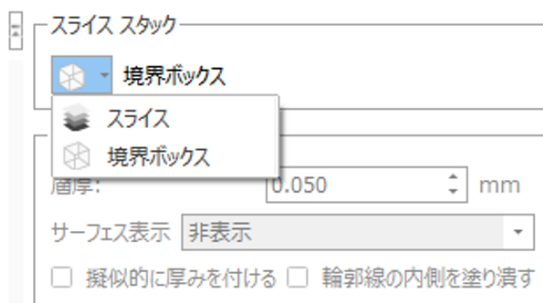 スライス スタック
境界ボックス
スライス
境界ボックス
層厚: 0.050 mm
サーフェス表示 非表示
擬似的に厚みを付ける 輪郭線の内側を塗り潰す